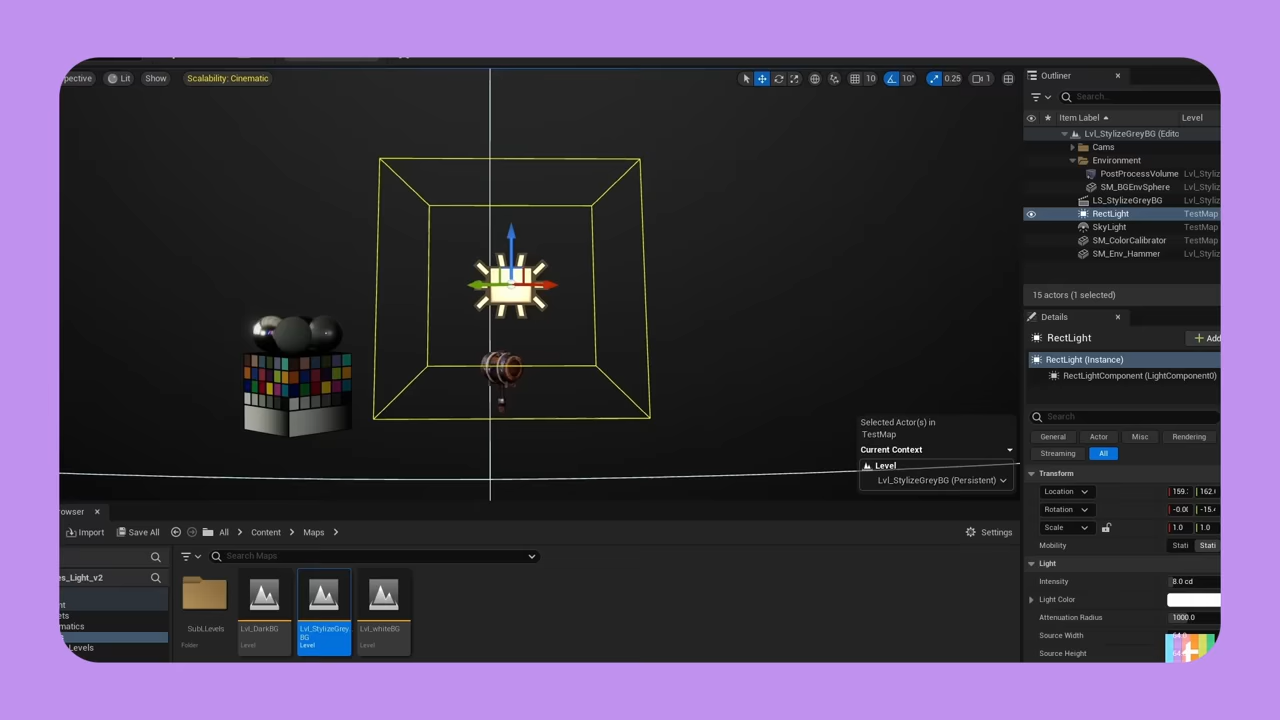 Lit
Show
Scalability: Cinematic
10
10°
0.25
1
Outliner
Search...
Item Label
Level
Lvl_StylizeGreyBG (Edito
Cams
Environment
PostProcessVolume
Lvl_Styliz
SM_BGEnvSphere
Lvl_Styliz
LS_StylizeGreyBG
Lvl_Styliz
RectLight
TestMap
SkyLight
TestMap
SM_ColorCalibrator
Lvl_Styliz
SM_Env_Hammer
Lvl_Styliz
15 actors (1 selected)
Details
RectLight
Add
RectLight (Instance)
RectLightComponent (LightComponent0)
Search
General
Actor
Misc
Rendering
Streaming
All
Transform
Location
159.
162.
Rotation
-0.00
-15.
Scale
1.0
1.0
Mobility
Stati
Stati
Light
Intensity
8.0 cd
Light Color
Attenuation Radius
1000.0
Source Width
64.0
Source Height
Selected Actor(s) in
TestMap
Current Context
Level
Lvl_StylizeGreyBG (Persistent)
rowser
Import
Save All
All
Content
Maps
Settings
Search Maps
es_Light_v2
SubLLevels
Folder
Lvl_DarkBG
Level
Lvl_StylizeGrey
BG
Level
Lvl_whiteBG
Level